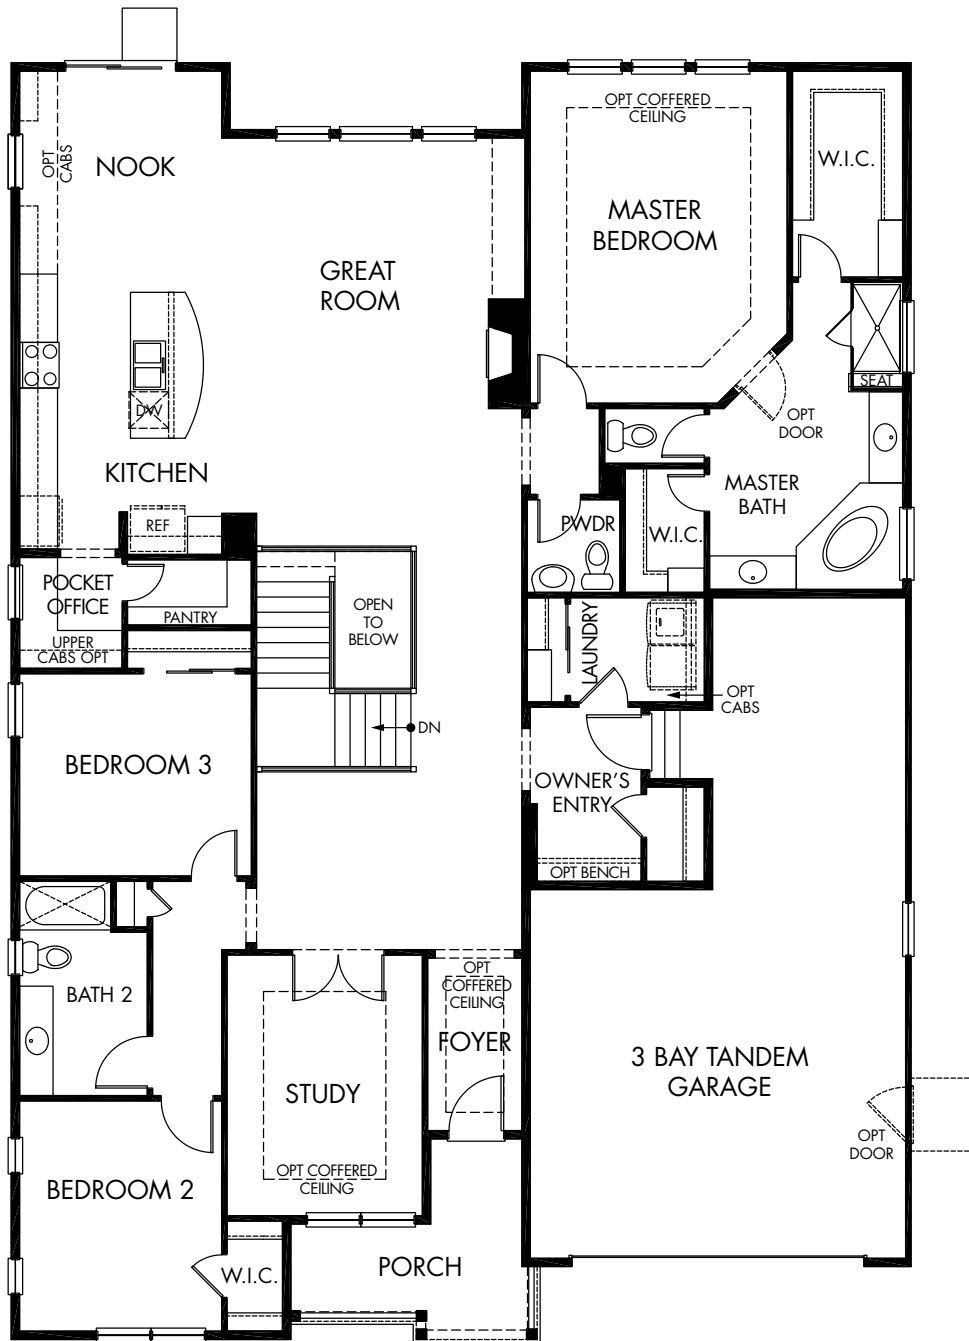 OPT COFFERED
CEILING
OPT
CABS
NOOK
W.I.C.
MASTER
BEDROOM
GREAT
ROOM
SEAT
DW
OPT
DOOR
KITCHEN
MASTER
BATH
REF
PWDR
W.I.C.
POCKET
OFFICE
PANTRY
OPEN
TO
BELOW
UPPER
CABS OPT
LAUNDRY
OPT
CABS
DN
BEDROOM 3
OWNER'S
ENTRY
OPT BENCH
OPT
COFFERED
CEILING
BATH 2
FOYER
STUDY
3 BAY TANDEM
GARAGE
OPT
DOOR
OPT COFFERED
CEILING
BEDROOM 2
W.I.C.
PORCH